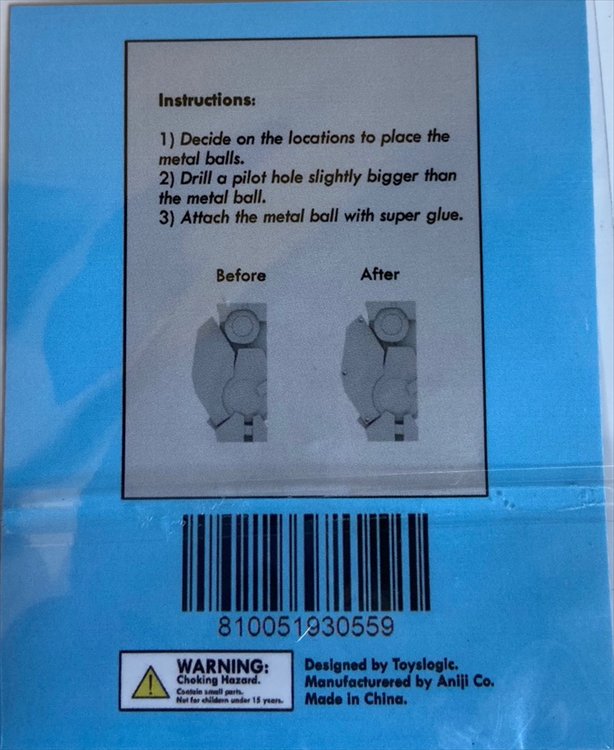 Instructions:
1) Decide on the locations to place the
metal balls.
2) Drill a pilot hole slightly bigger than
the metal ball.
3) Attach the metal ball with super glue.
Before
After
810051930559
WARNING:
Choking Hazard.
Contain small parts.
Not for childern under 15 years.
Designed by Toyslogic.
Manufacturered by Aniji Co.
Made in China.